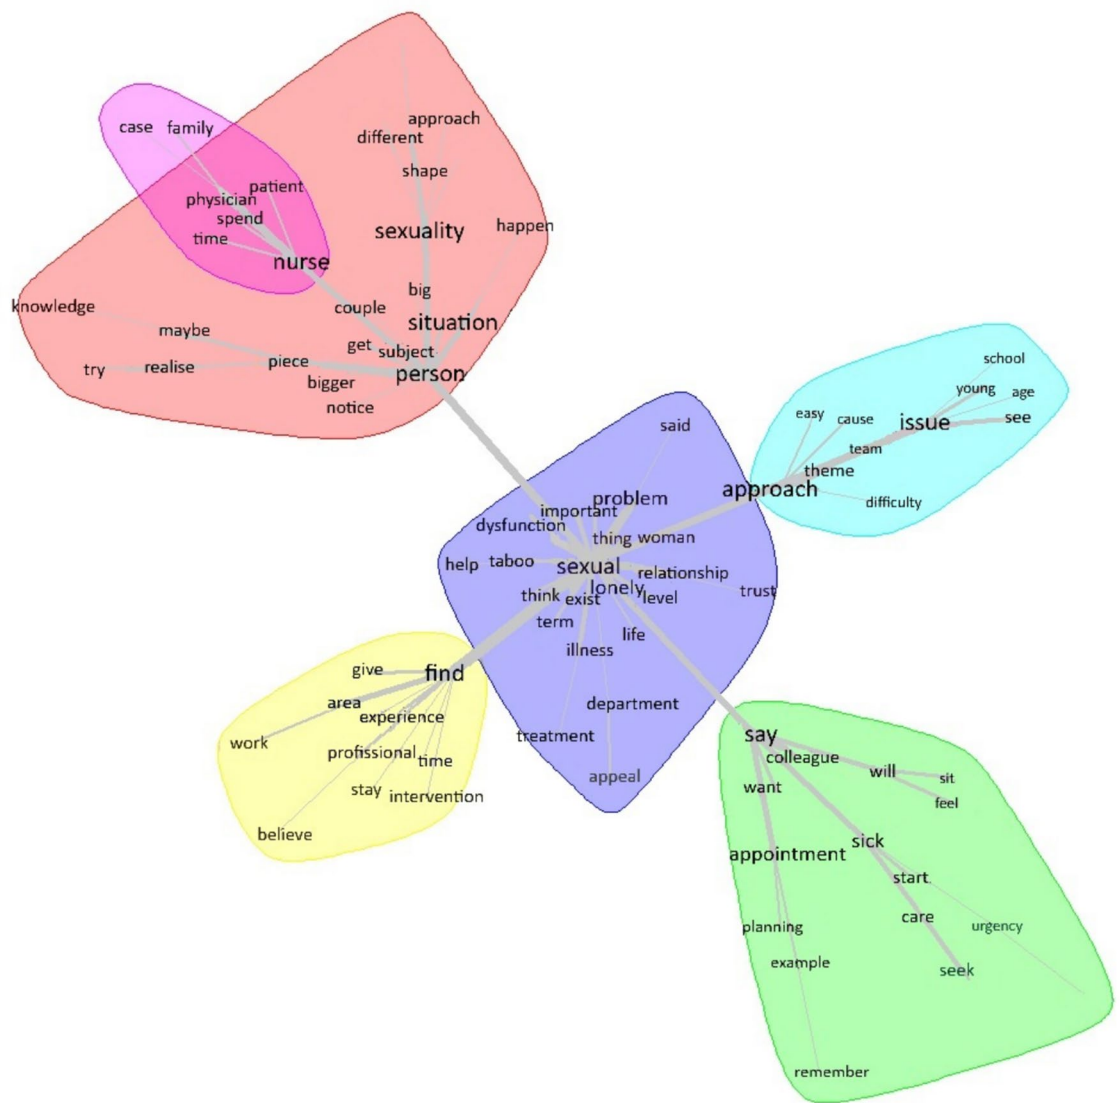 approach
different
case
family
shape
patient
physician
spend
time
sexuality
happen
nurse
big
couple
situation
knowledge
maybe
get
subject
person
try
realise
piece
bigger
notice
school
young
age
see
easy
cause
issue
team
theme
approach
difficulty
said
problem
important
dysfunction
thing
woman
help
taboo
sexual
relationship
lonely
level
trust
think
exist
term
life
illness
department
treatment
appeal
find
give
area
experience
work
profissional
time
stay
intervention
believe
say
colleague
will
sit
feel
want
sick
appointment
start
care
urgency
planning
example
seek
remember